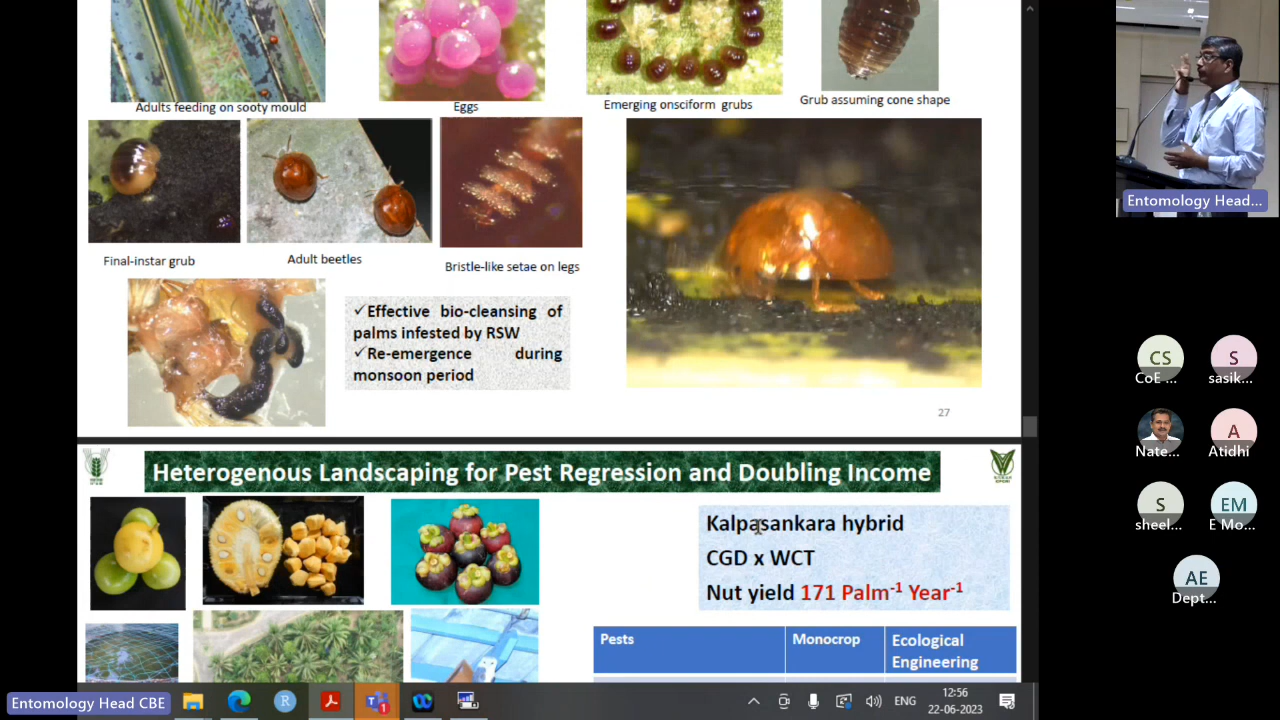 Adults feeding on sooty mould
Eggs
Emerging onsciform grubs
Grub assuming cone shape
Final-instar grub
Adult beetles
Bristle-like setae on legs
✓Effective bio-cleansing of
palms infested by RSW
✓Re-emergence during
monsoon period
27
Heterogenous Landscaping for Pest Regression and Doubling Income
Kalpasankara hybrid
CGD x WCT
Nut yield 171 Palm-1 Year-1
Pests Monocrop Ecological
Engineering
Entomology Head...
CS
CoE ...
S
sasik...
Nate...
A
Atidhi
S
sheel...
EM
E Mo...
AE
Dept...
Entomology Head CBE
R
1
ENG
12:56
22-06-2023